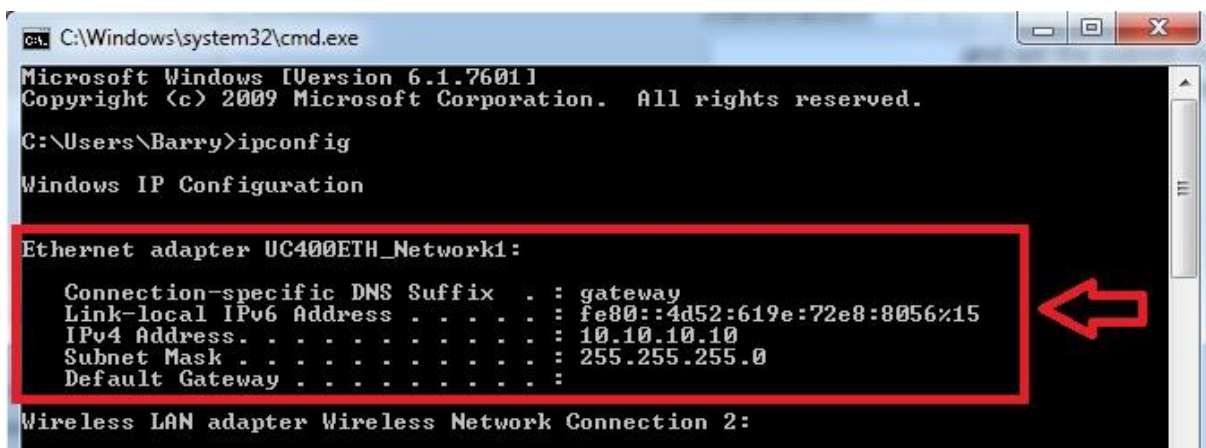 C:\Windows\system32\cmd.exe
Microsoft Windows [Version 6.1.7601]
Copyright (c) 2009 Microsoft Corporation.  All rights reserved.
C:\Users\Barry>ipconfig
Windows IP Configuration
Ethernet adapter UC400ETH_Network1:
Connection-specific DNS Suffix  . : gateway
Link-local IPv6 Address . . . . . : fe80::4d52:619e:72e8:8056%15
IPv4 Address. . . . . . . . . . . : 10.10.10.10
Subnet Mask . . . . . . . . . . . : 255.255.255.0
Default Gateway . . . . . . . . . :
Wireless LAN adapter Wireless Network Connection 2: